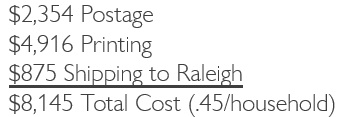 $2,354 Postage
$4,916 Printing
$875 Shipping to Raleigh
$8,145 Total Cost (.45/household)